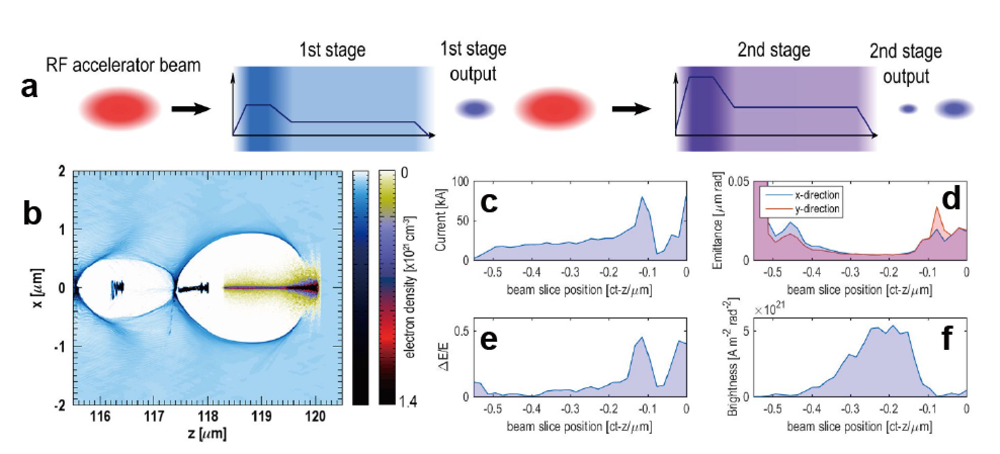 a
RF accelerator beam
1st stage
1st stage
output
2nd stage
2nd stage
output
b
2
1
0
-1
-2
116
117
118
119
120
x [μm]
z [μm]
0
1.4
electron density [x10²¹ cm⁻³]
c
100
50
0
Current [kA]
-0.5 -0.4 -0.3 -0.2 -0.1 0
beam slice position [ct-z/μm]
d
0.05
0
Emittance [μm rad]
x-direction
y-direction
-0.5 -0.4 -0.3 -0.2 -0.1 0
beam slice position [ct-z/μm]
e
0.5
0
ΔE/E
-0.5 -0.4 -0.3 -0.2 -0.1 0
beam slice position [ct-z/μm]
f
×10²¹
5
0
Brightness [A m⁻² rad⁻²]
-0.5 -0.4 -0.3 -0.2 -0.1 0
beam slice position [ct-z/μm]